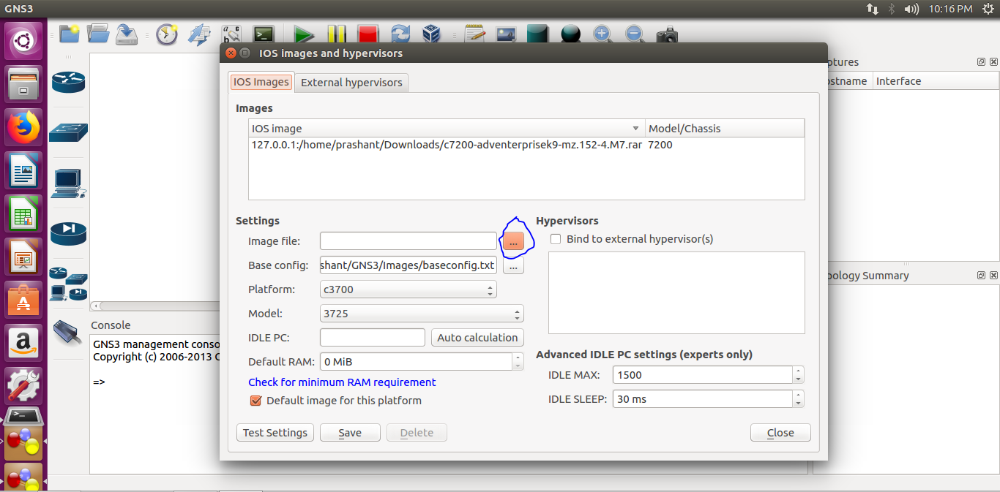 GNS3
10:16 PM
IOS images and hypervisors
IOS Images
External hypervisors
ptures
stname
Interface
Images
IOS image
Model/Chassis
127.0.0.1:/home/prashant/Downloads/c7200-adventerprisek9-mz.152-4.M7.rar
7200
Settings
Hypervisors
Image file:
...
Bind to external hypervisor(s)
Base config:
shant/GNS3/Images/baseconfig.txt
...
Platform:
c3700
Model:
3725
pology Summary
IDLE PC:
Auto calculation
Default RAM:
0 MiB
Check for minimum RAM requirement
Default image for this platform
Advanced IDLE PC settings (experts only)
IDLE MAX:
1500
IDLE SLEEP:
30 ms
Test Settings
Save
Delete
Close
Console
GNS3 management conso
Copyright (c) 2006-2013
=>